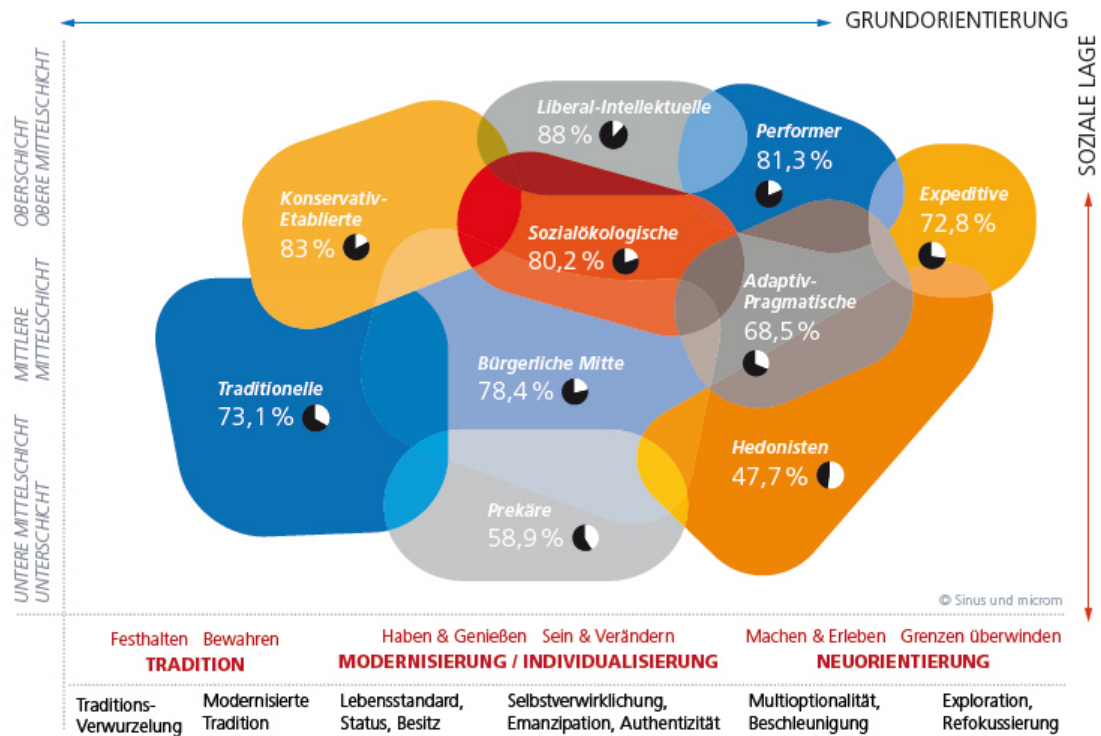 GRUNDORIENTIERUNG
SOZIALE LAGE
OBERSCHICHT
OBERE MITTELSCHICHT
MITTLERE
MITTELSCHICHT
UNTERE MITTELSCHICHT
UNTERSCHICHT
Liberal-Intellektuelle
88 %
Performer
81,3 %
Expeditive
72,8 %
Konservativ-
Etablierte
83 %
Sozialökologische
80,2 %
Adaptiv-
Pragmatische
68,5 %
Traditionelle
73,1 %
Bürgerliche Mitte
78,4 %
Hedonisten
47,7 %
Prekäre
58,9 %
© Sinus und microm
Festhalten Bewahren
TRADITION
Haben & Genießen Sein & Verändern
MODERNISIERUNG / INDIVIDUALISIERUNG
Machen & Erleben Grenzen überwinden
NEUORIENTIERUNG
Traditions-
Verwurzelung
Modernisierte
Tradition
Lebensstandard,
Status, Besitz
Selbstverwirklichung,
Emanzipation, Authentizität
Multioptionalität,
Beschleunigung
Exploration,
Refokussierung